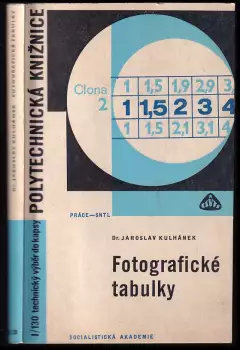 Dr. JAROSLAV KULHÁNEK FOTOGRAFICKÉ TABULKY
I/130 technický výběr do kapsy
POLYTECHNICKÁ KNIŽNICE
Clona 1 1,5 1,9 2,9 3,
2 1 1,5 2 3 4
1 1,5 2,1 3,1 4
PRÁCE—SNTL
SNTL
Dr. JAROSLAV KULHÁNEK
Fotografické
tabulky
SOCIALISTICKÁ AKADEMIE